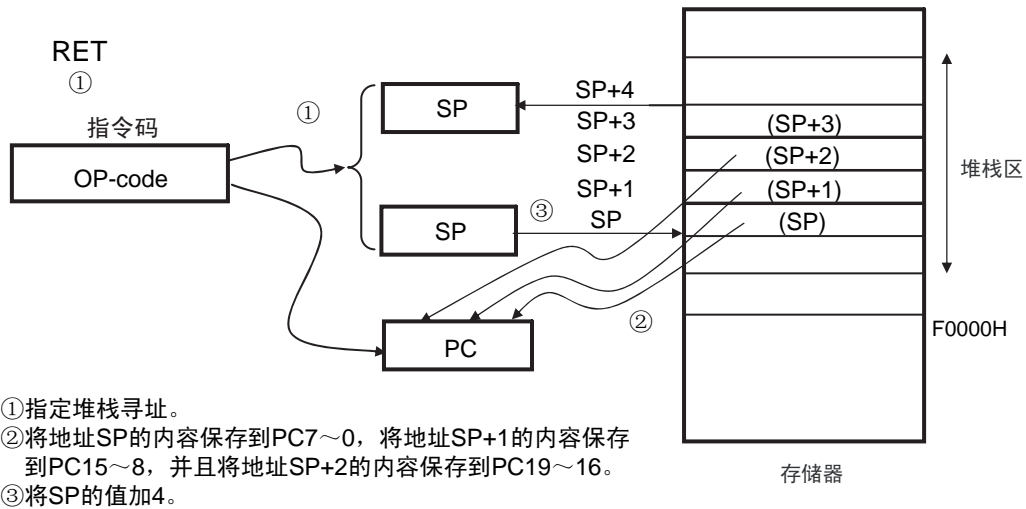 RET
①
指令码
OP-code
①
SP
SP
③
PC
SP+4
SP+3
SP+2
SP+1
SP
②
(SP+3)
(SP+2)
(SP+1)
(SP)
堆栈区
F0000H
存储器
①指定堆栈寻址。
②将地址SP的内容保存到PC7～0，将地址SP+1的内容保存
到PC15～8，并且将地址SP+2的内容保存到PC19～16。
③将SP的值加4。